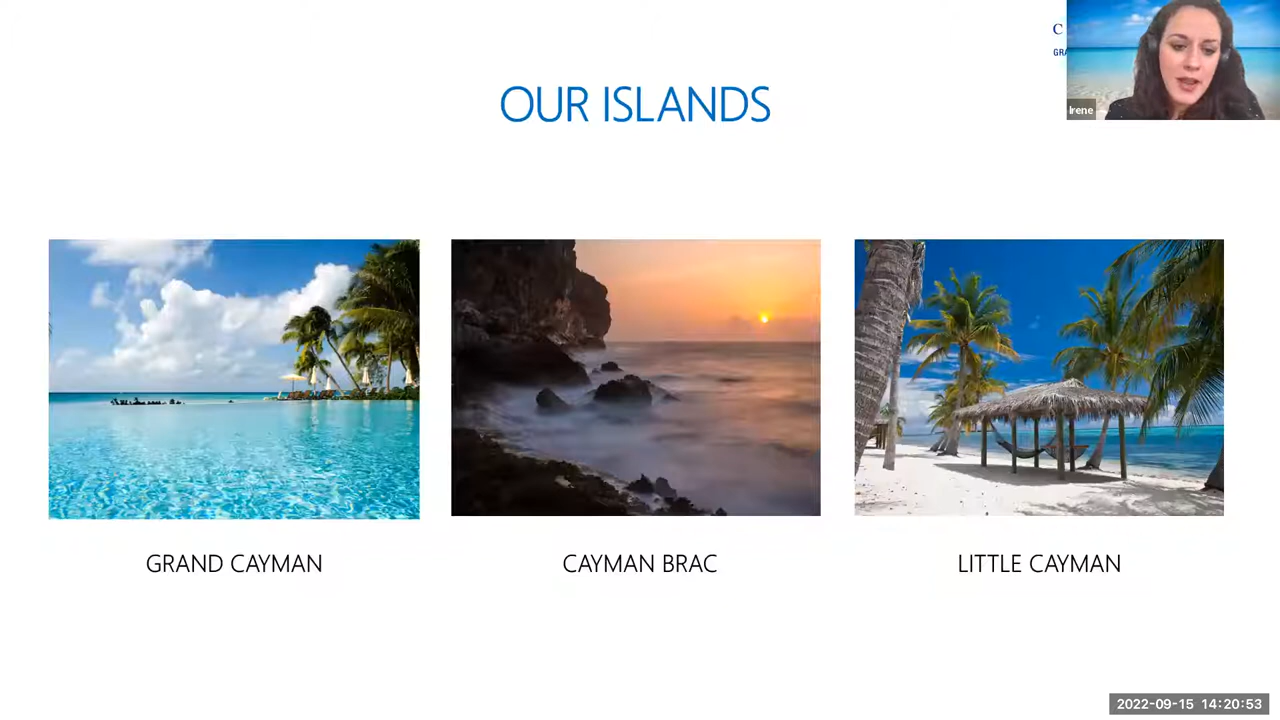 OUR ISLANDS
Irene
GRAND CAYMAN
CAYMAN BRAC
LITTLE CAYMAN
2022-09-15 14:20:53